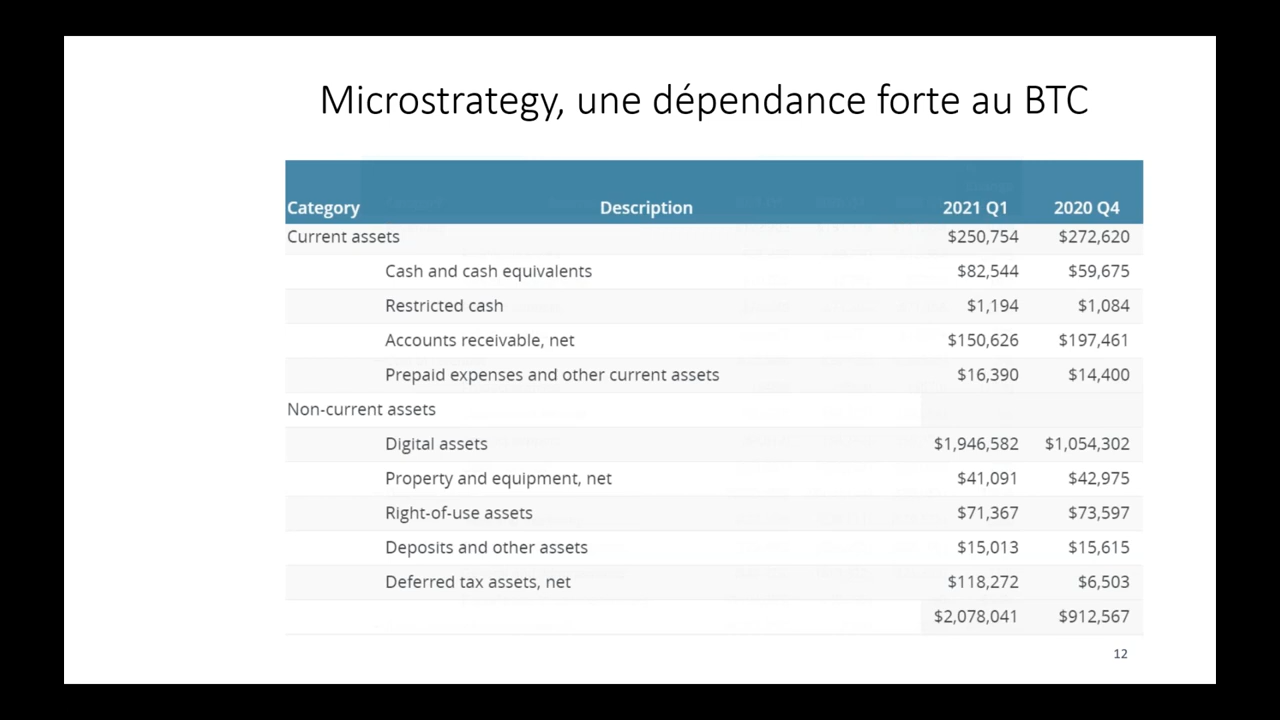 Microstrategy, une dépendance forte au BTC
Category Description 2021 Q1 2020 Q4
Current assets $250,754 $272,620
Cash and cash equivalents $82,544 $59,675
Restricted cash $1,194 $1,084
Accounts receivable, net $150,626 $197,461
Prepaid expenses and other current assets $16,390 $14,400
Non-current assets
Digital assets $1,946,582 $1,054,302
Property and equipment, net $41,091 $42,975
Right-of-use assets $71,367 $73,597
Deposits and other assets $15,013 $15,615
Deferred tax assets, net $118,272 $6,503
$2,078,041 $912,567
12